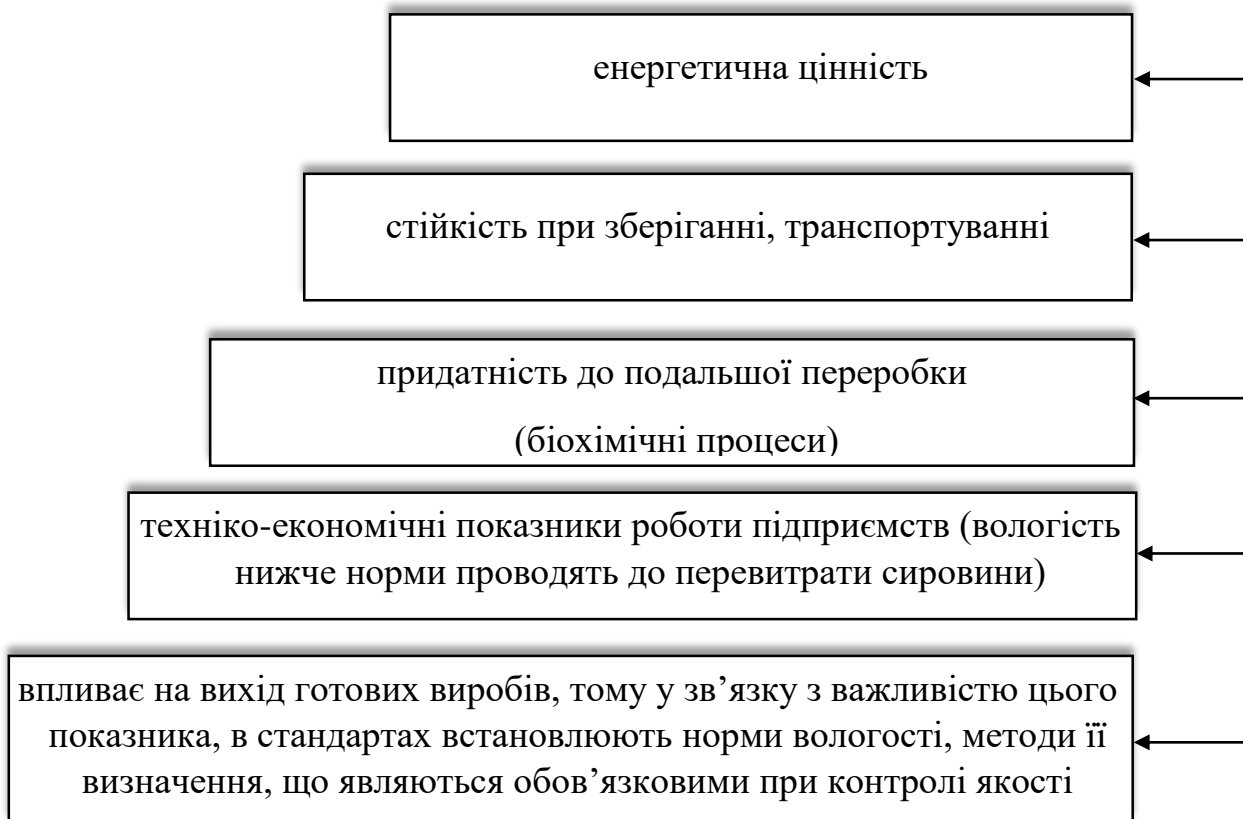 енергетична цінність
стійкість при зберіганні, транспортуванні
придатність до подальшої переробки
(біохімічні процеси)
техніко-економічні показники роботи підприємств (вологість
нижче норми проводять до перевитрати сировини)
впливає на вихід готових виробів, тому у зв’язку з важливістю цього
показника, в стандартах встановлюють норми вологості, методи її
визначення, що являються обов’язковими при контролі якості